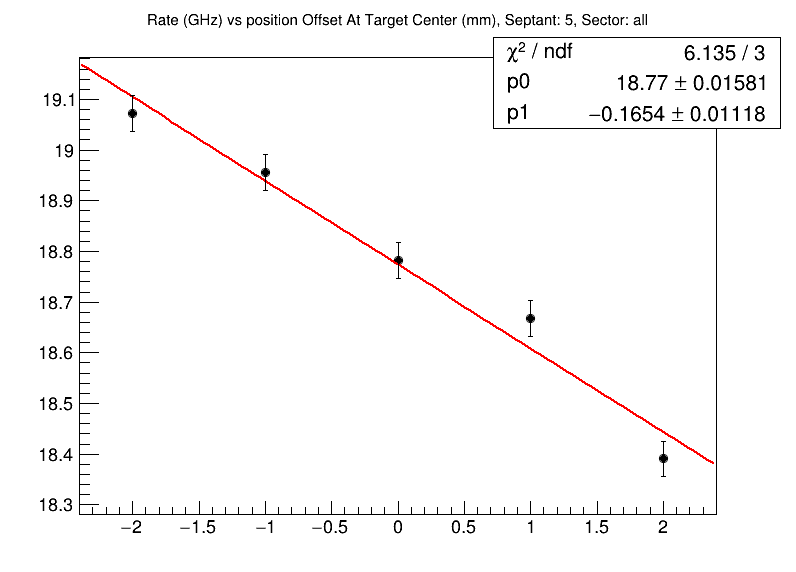 Rate (GHz) vs position Offset At Target Center (mm), Septant: 5, Sector: all
χ² / ndf 6.135 / 3
p0 18.77 ± 0.01581
p1 −0.1654 ± 0.01118
19.1
19
18.9
18.8
18.7
18.6
18.5
18.4
18.3
−2 −1.5 −1 −0.5 0 0.5 1 1.5 2